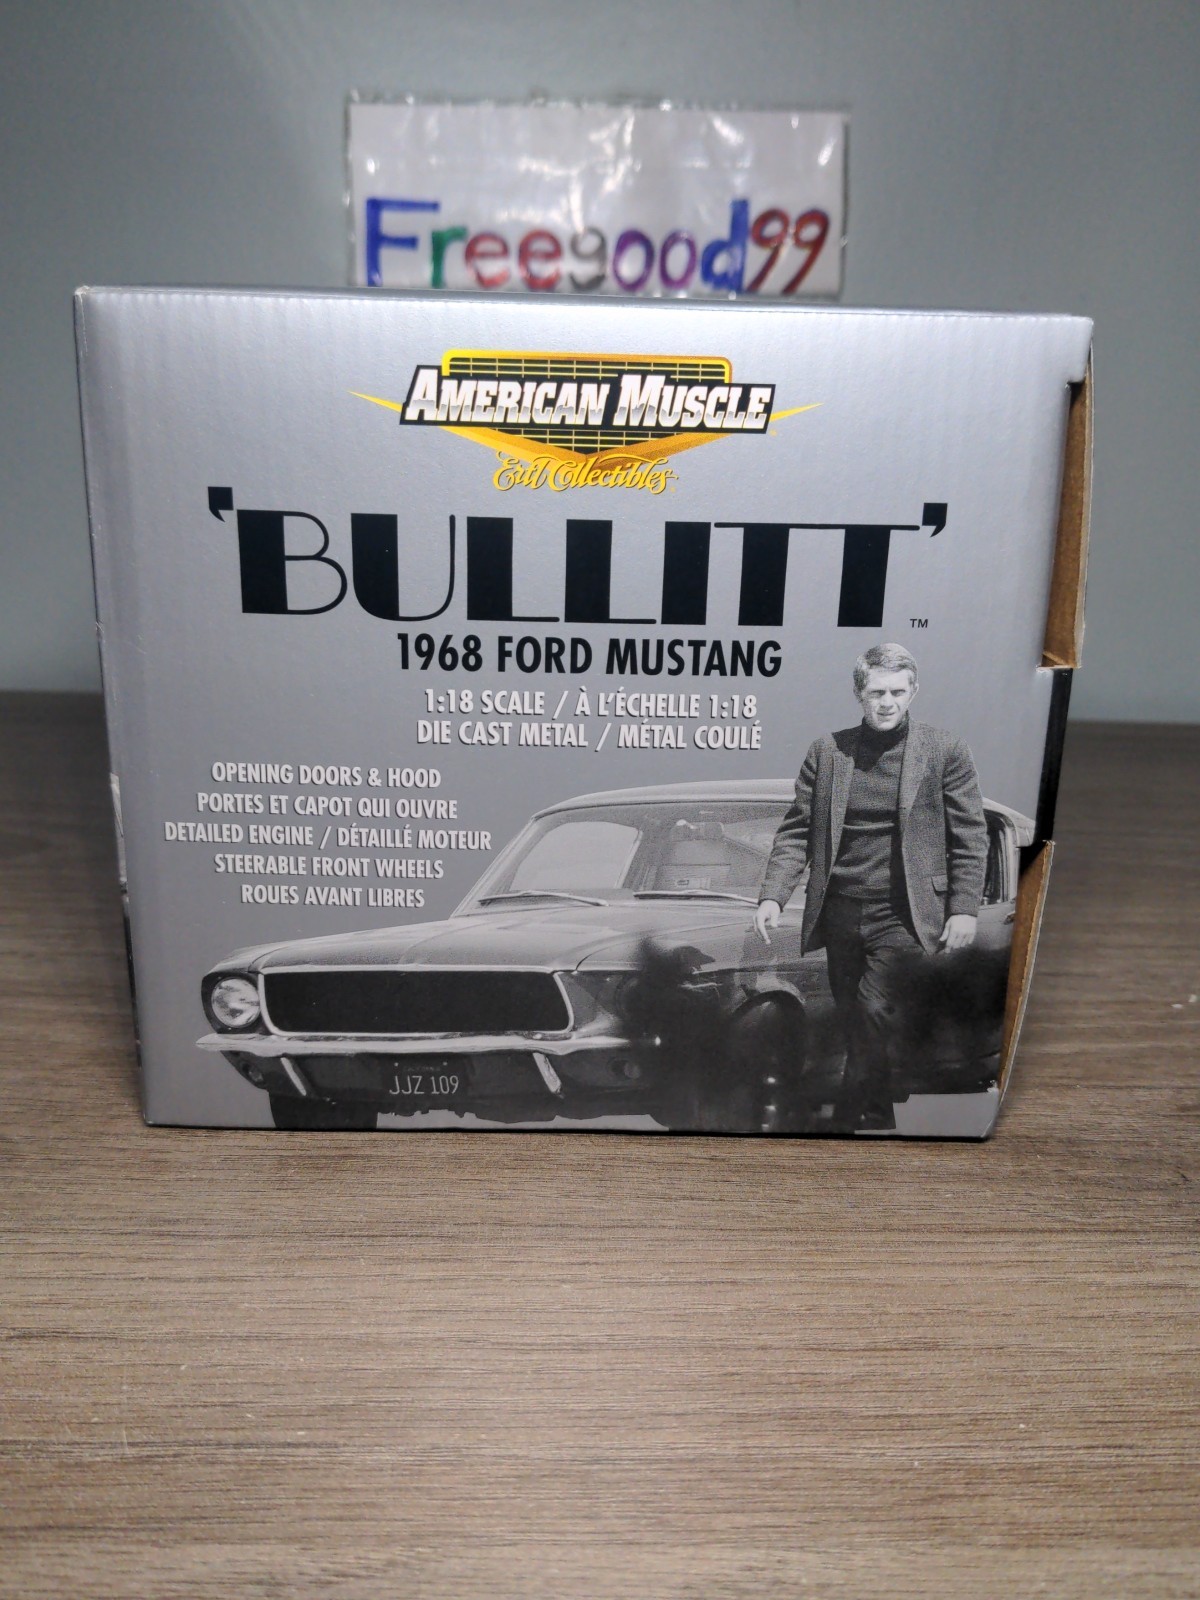 Freegood99
AMERICAN MUSCLE
Ertl Collectibles
'BULLITT'™
1968 FORD MUSTANG
1:18 SCALE / À L'ÉCHELLE 1:18
DIE CAST METAL / MÉTAL COULÉ
OPENING DOORS & HOOD
PORTES ET CAPOT QUI OUVRE
DETAILED ENGINE / DÉTAILLÉ MOTEUR
STEERABLE FRONT WHEELS
ROUES AVANT LIBRES
JJZ 109